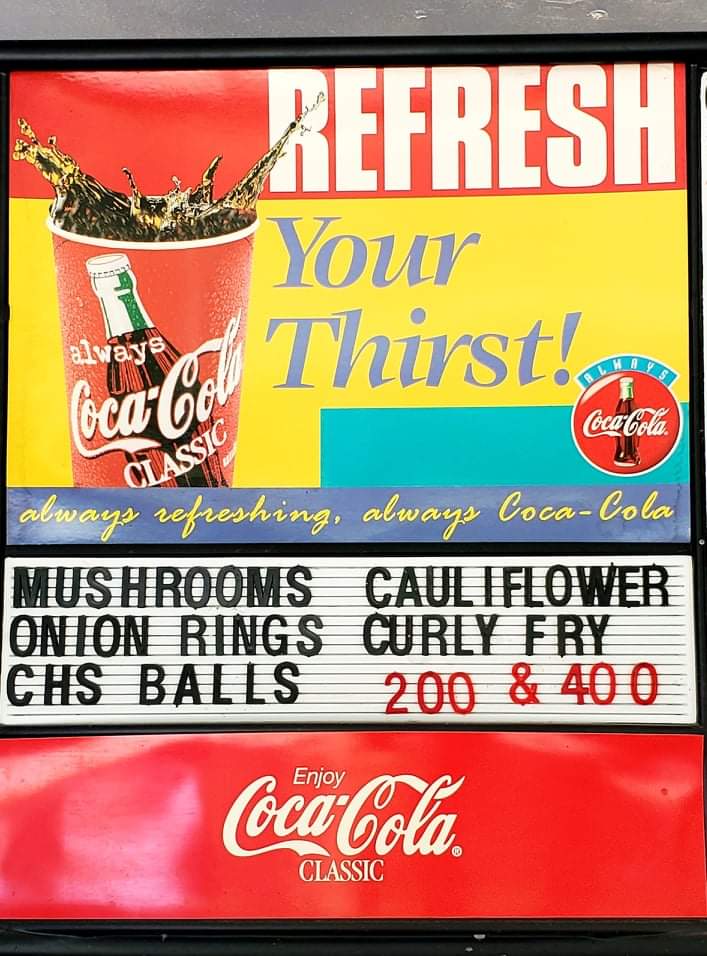 REFRESH
Your
Thirst!
always
Coca-Cola
CLASSIC
ALWAYS
Coca-Cola
always refreshing, always Coca-Cola
MUSHROOMS CAULIFLOWER
ONION RINGS CURLY FRY
CHS BALLS 200 & 400
Enjoy
Coca-Cola®
CLASSIC